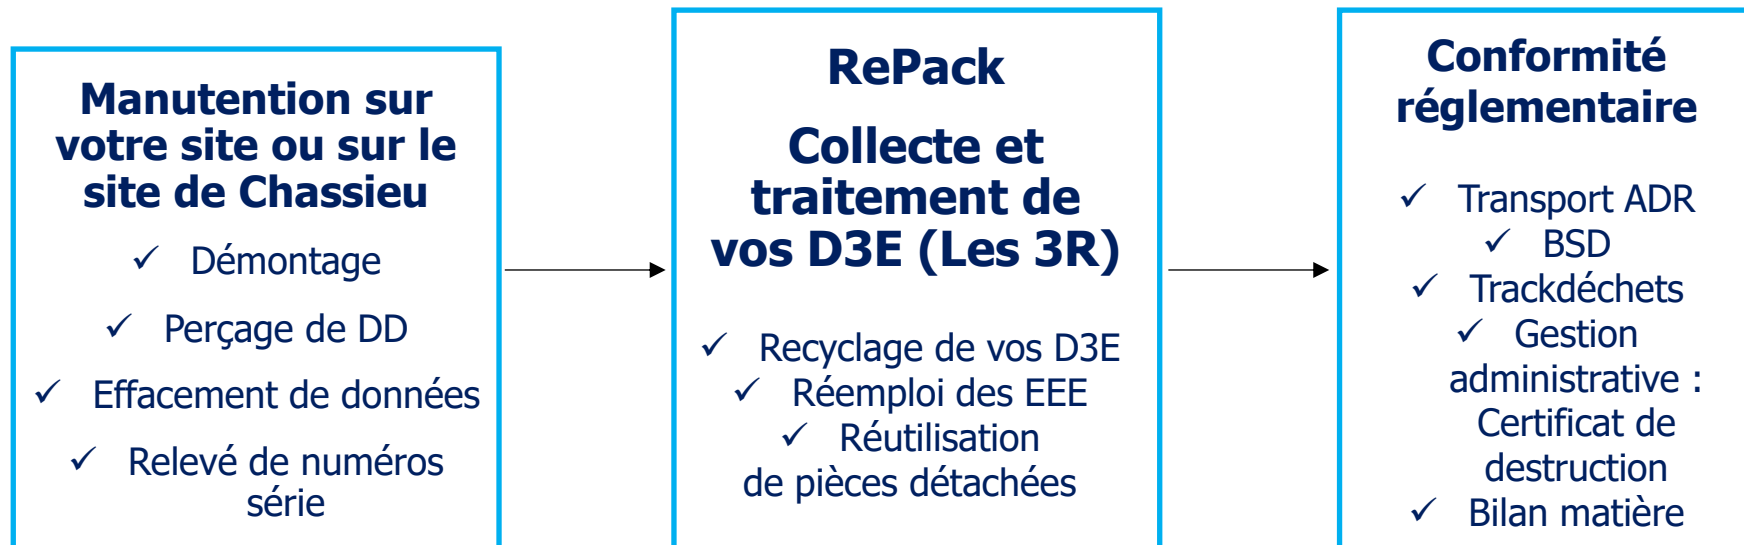 Manutention sur
votre site ou sur le
site de Chassieu
✓ Démontage
✓ Perçage de DD
✓ Effacement de données
✓ Relevé de numéros
série
RePack
Collecte et
traitement de
vos D3E (Les 3R)
✓ Recyclage de vos D3E
✓ Réemploi des EEE
✓ Réutilisation
de pièces détachées
Conformité
réglementaire
✓ Transport ADR
✓ BSD
✓ Trackdéchets
✓ Gestion
administrative :
Certificat de
destruction
✓ Bilan matière